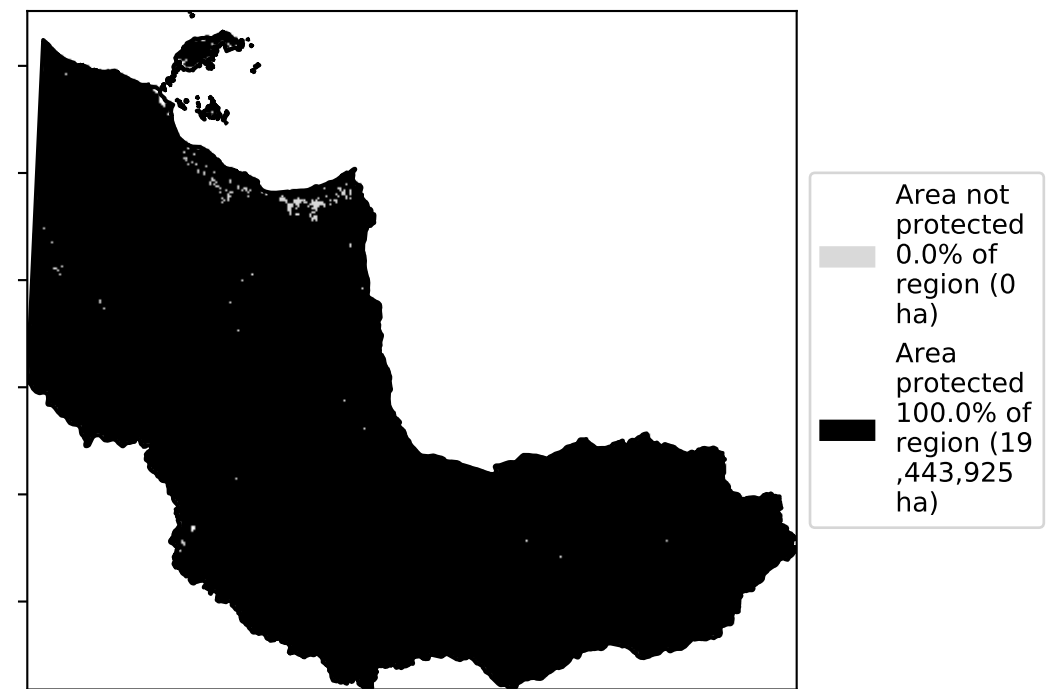 Area not
protected
0.0% of
region (0
ha)
Area
protected
100.0% of
region (19
,443,925
ha)